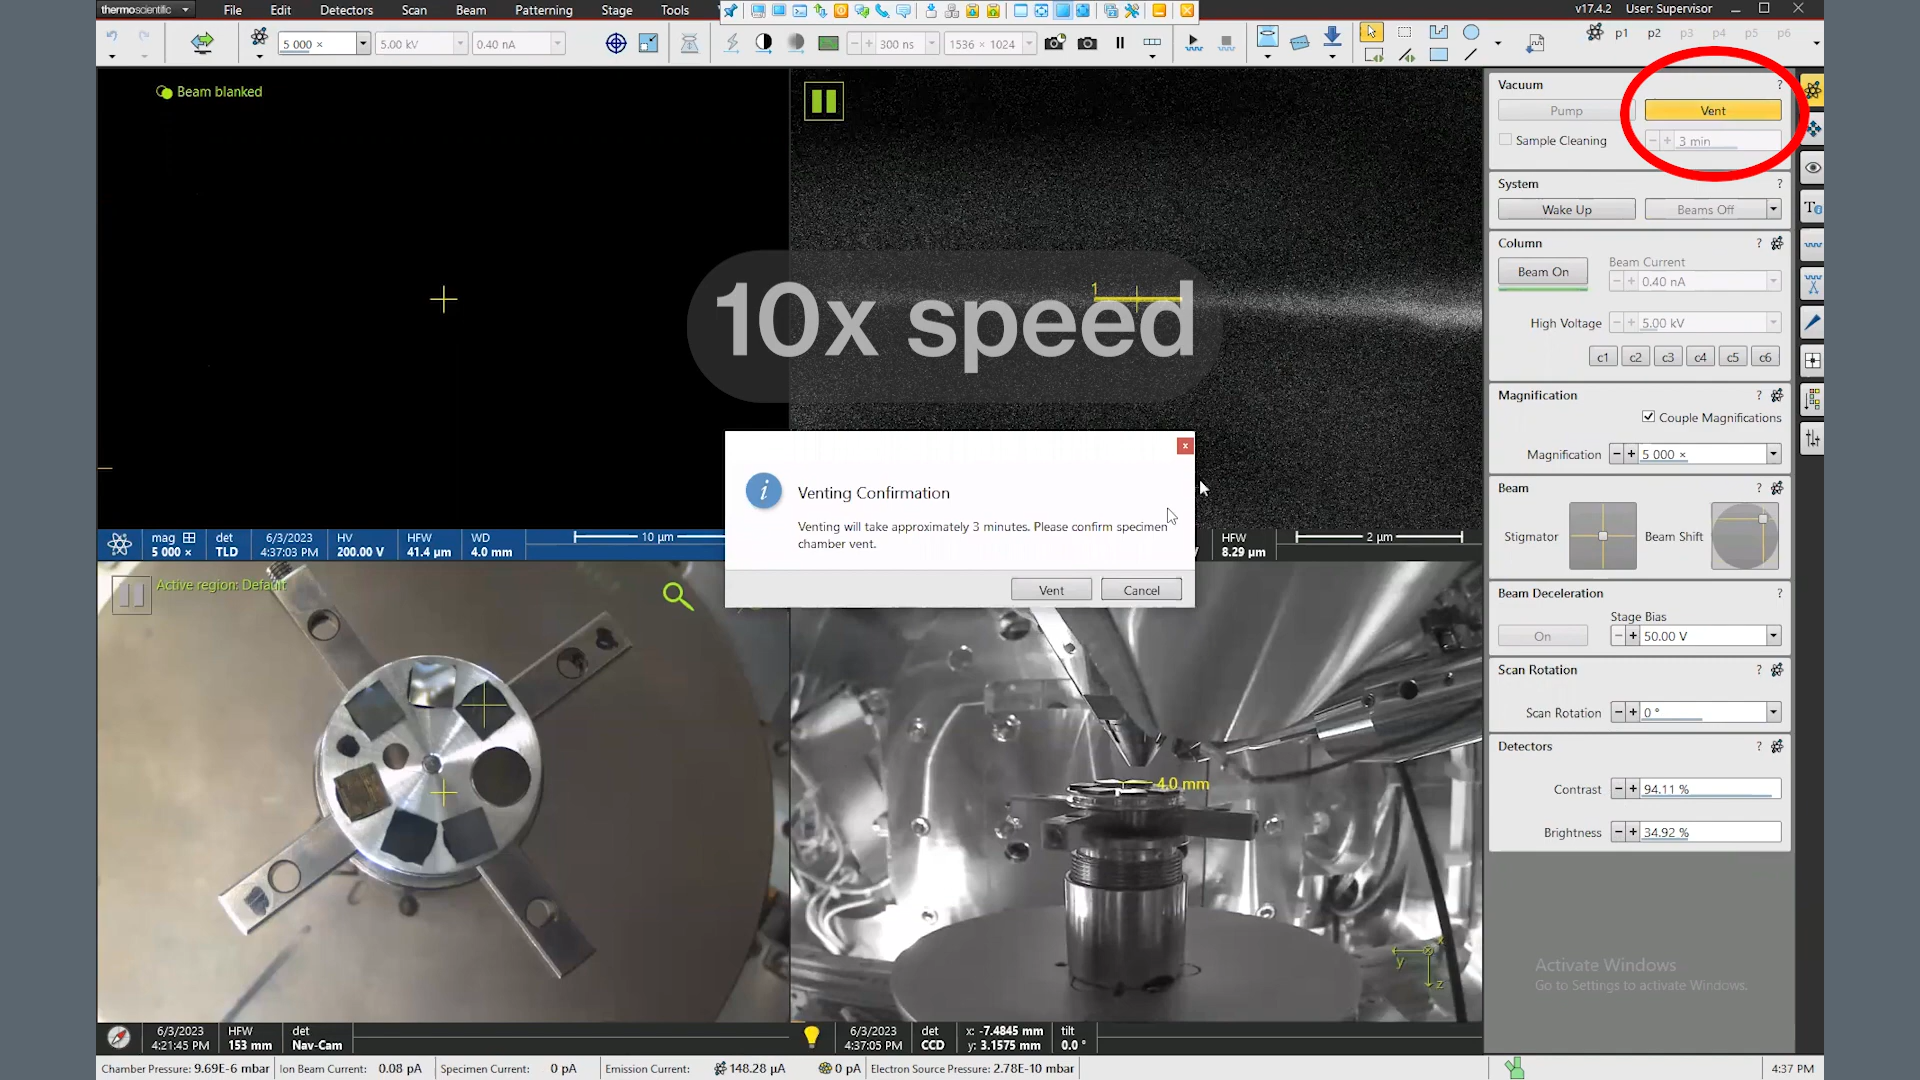 thermoscientific
File Edit Detectors Scan Beam Patterning Stage Tools
v17.4.2 User: Supervisor
5 000 × 5.00 kV 0.40 nA 300 ns 1536 × 1024
p1 p2 p3 p4 p5 p6
Beam blanked
10x speed
1
Venting Confirmation
Venting will take approximately 3 minutes. Please confirm specimen
chamber vent.
Vent Cancel
mag det 6/3/2023 HV HFW WD
5 000 × TLD 4:37:03 PM 200.00 V 41.4 µm 4.0 mm
10 µm
HFW
8.29 µm
2 µm
Active region: Default
4.0 mm
x
y
z
6/3/2023 HFW det
4:21:45 PM 153 mm Nav-Cam
6/3/2023 det x: -7.4845 mm tilt
4:37:05 PM CCD y: 3.1575 mm 0.0 °
Vacuum ?
Pump Vent
Sample Cleaning 3 min
System ?
Wake Up Beams Off
Column ?
Beam On
Beam Current
0.40 nA
High Voltage 5.00 kV
c1 c2 c3 c4 c5 c6
Magnification ?
Couple Magnifications
Magnification 5 000 ×
Beam ?
Stigmator Beam Shift
Beam Deceleration ?
Stage Bias
On 50.00 V
Scan Rotation ?
Scan Rotation 0 °
Detectors ?
Contrast 94.11 %
Brightness 34.92 %
Activate Windows
Go to Settings to activate Windows.
Chamber Pressure: 9.69E-6 mbar Ion Beam Current: 0.08 pA Specimen Current: 0 pA Emission Current: 148.28 µA 0 pA Electron Source Pressure: 2.78E-10 mbar 4:37 PM